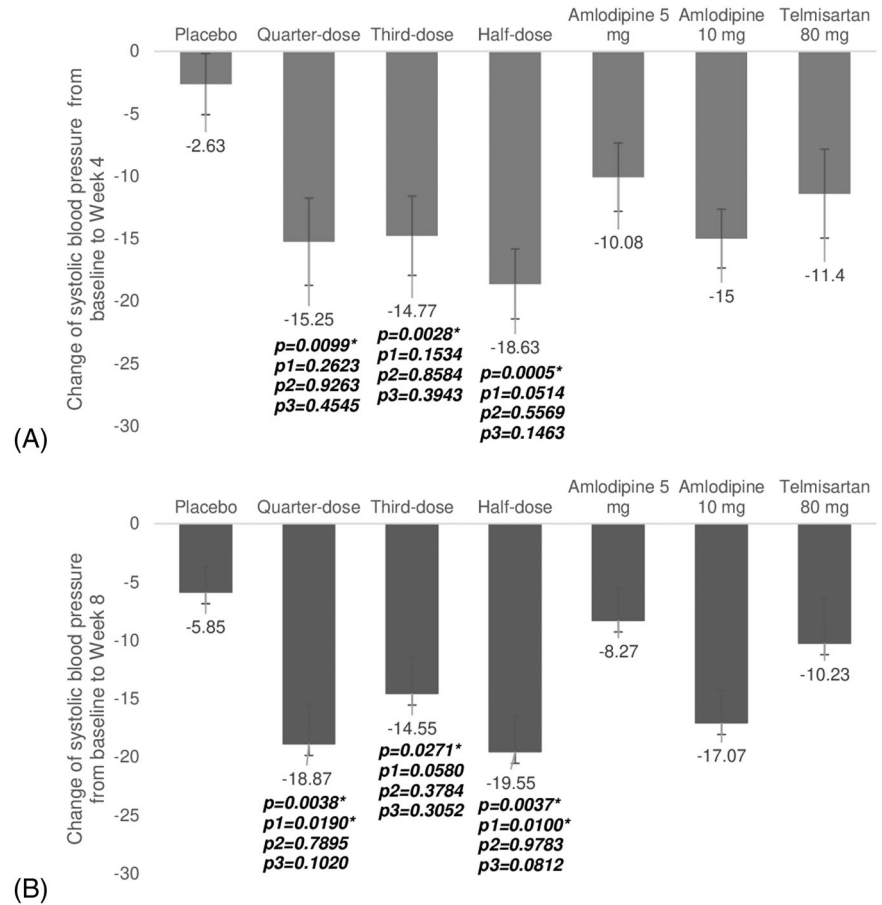 Placebo Quarter-dose Third-dose Half-dose Amlodipine 5 mg Amlodipine 10 mg Telmisartan 80 mg
0
-5
-10
-15
-20
-25
-30
Change of systolic blood pressure from
baseline to Week 4
-2.63
-15.25
p=0.0099*
p1=0.2623
p2=0.9263
p3=0.4545
-14.77
p=0.0028*
p1=0.1534
p2=0.8584
p3=0.3943
-18.63
p=0.0005*
p1=0.0514
p2=0.5569
p3=0.1463
-10.08
-15
-11.4
(A)
Placebo Quarter-dose Third-dose Half-dose Amlodipine 5 mg Amlodipine 10 mg Telmisartan 80 mg
0
-5
-10
-15
-20
-25
-30
Change of systolic blood pressure
from baseline to Week 8
-5.85
-18.87
p=0.0038*
p1=0.0190*
p2=0.7895
p3=0.1020
-14.55
p=0.0271*
p1=0.0580
p2=0.3784
p3=0.3052
-19.55
p=0.0037*
p1=0.0100*
p2=0.9783
p3=0.0812
-8.27
-17.07
-10.23
(B)